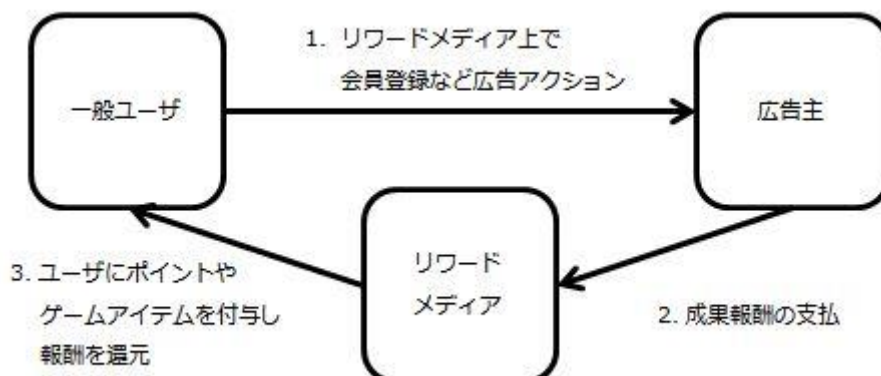 1. リワードメディア上で
会員登録など広告アクション
一般ユーザ
広告主
リワード
メディア
3. ユーザにポイントや
ゲームアイテムを付与し
報酬を還元
2. 成果報酬の支払